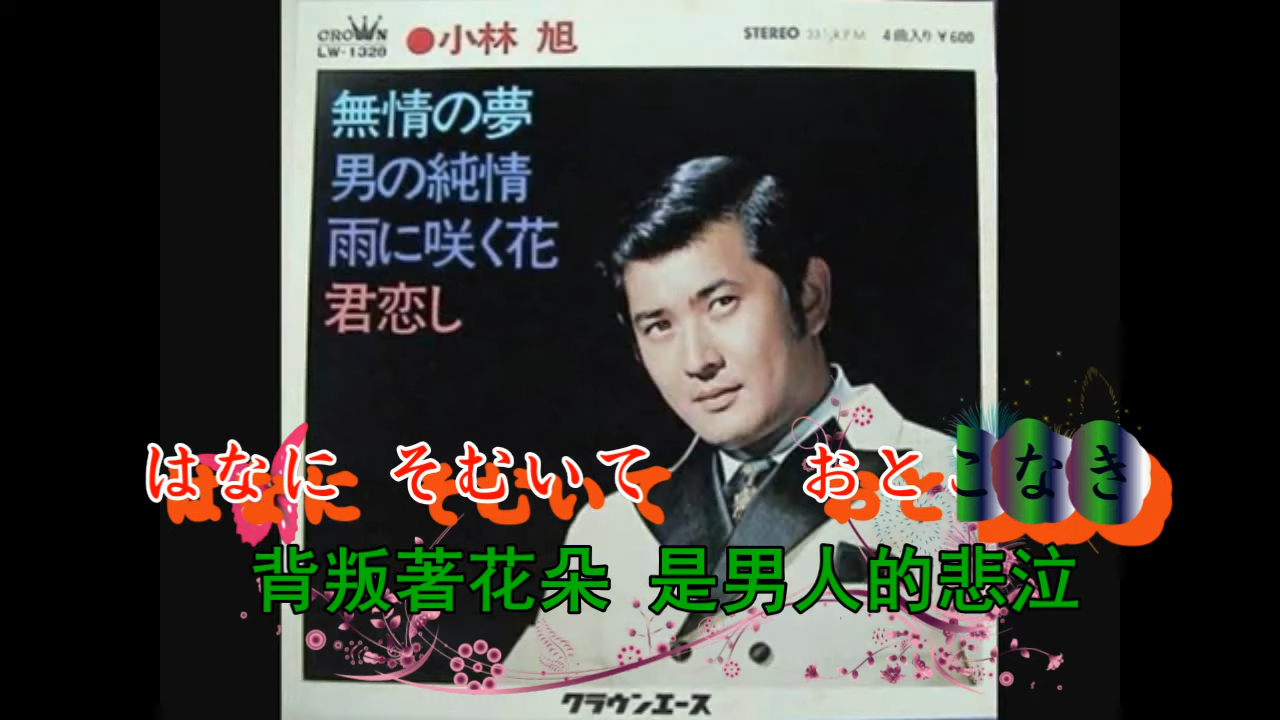 CROWN
LW-1320
●小林 旭
STEREO 33⅓R.P.M 4曲入り ¥600
無情の夢
男の純情
雨に咲く花
君恋し
はなに そむいて おとこなき
背叛著花朵 是男人的悲泣
クラウンエース